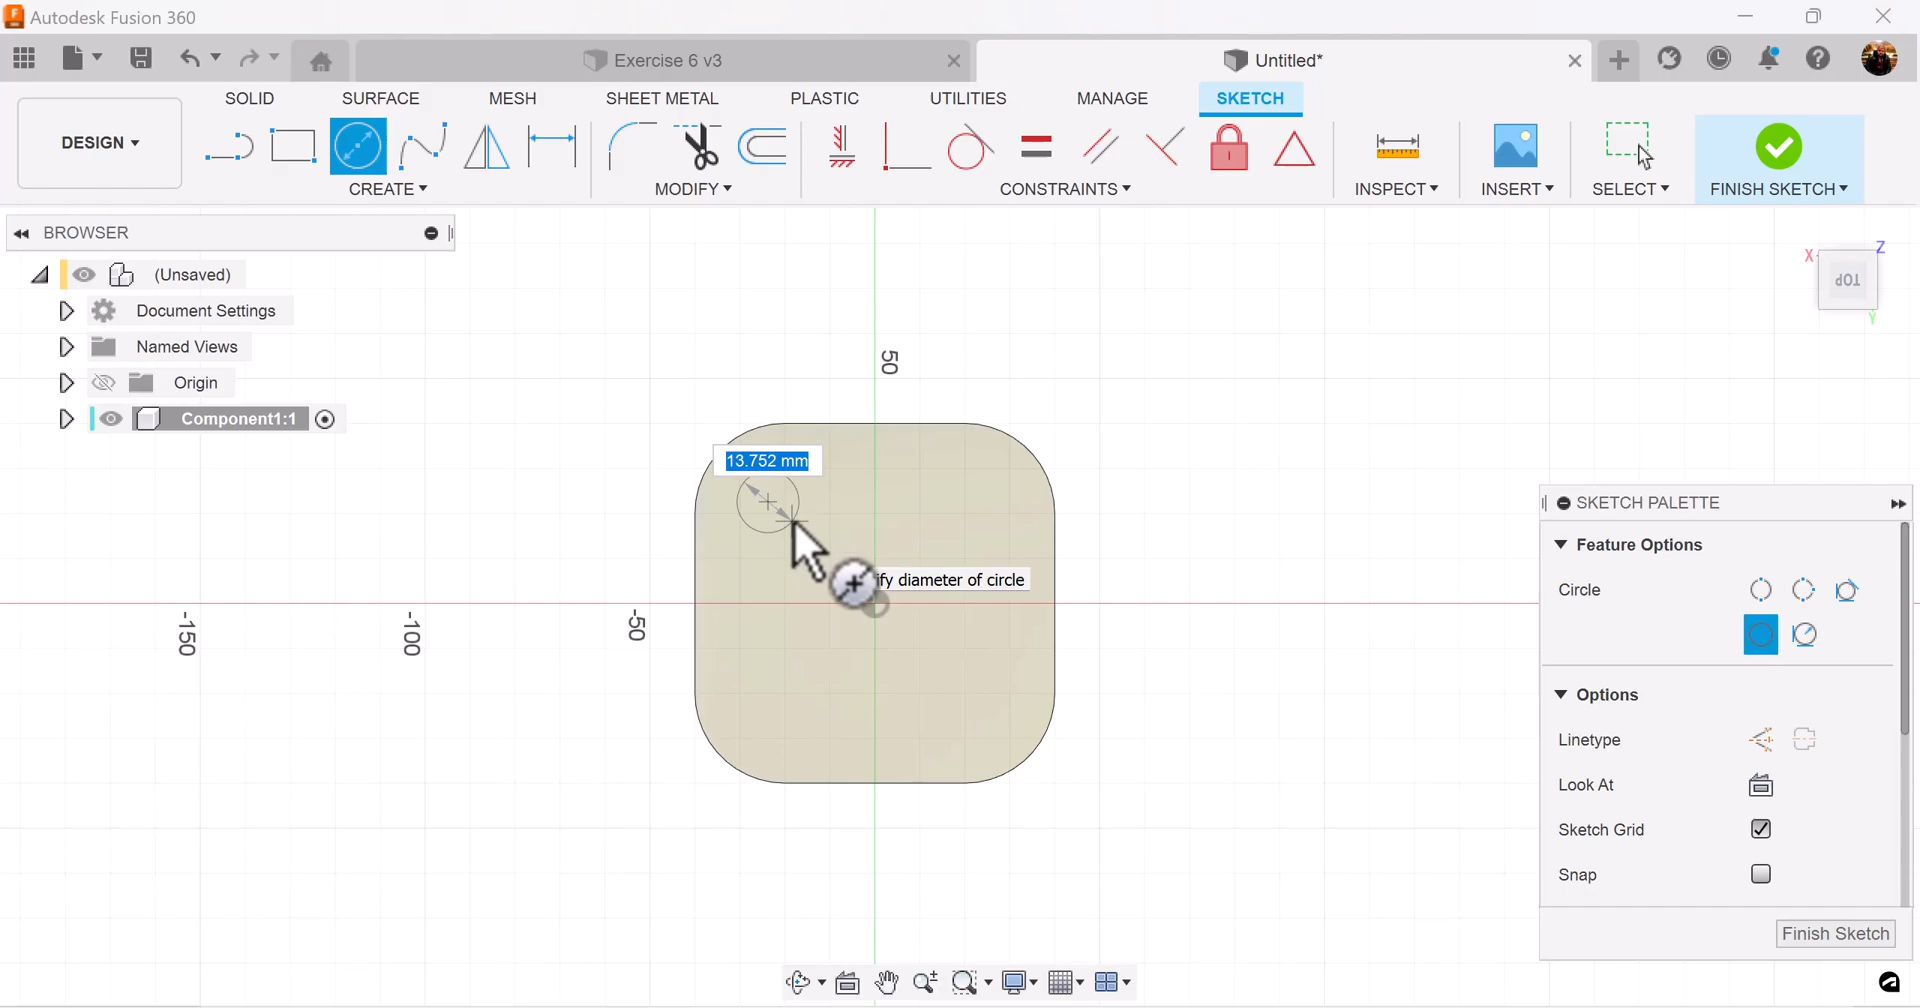 Autodesk Fusion 360
Exercise 6 v3
Untitled*
DESIGN
SOLID SURFACE MESH SHEET METAL PLASTIC UTILITIES MANAGE SKETCH
CREATE MODIFY CONSTRAINTS INSPECT INSERT SELECT FINISH SKETCH
BROWSER
(Unsaved)
Document Settings
Named Views
Origin
Component1:1
X Z
TOP
Y
50
13.752 mm
ify diameter of circle
-150 -100 -50
SKETCH PALETTE
Feature Options
Circle
Options
Linetype
Look At
Sketch Grid
Snap
Finish Sketch